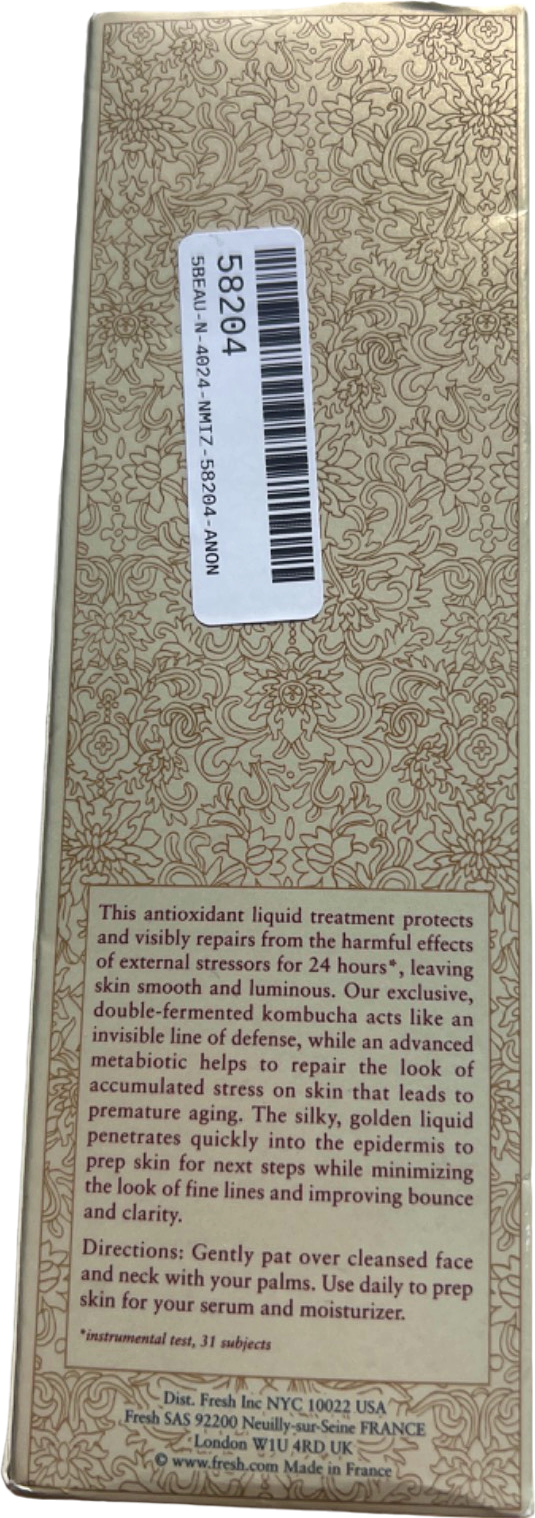 58204
5BEAU-N-4024-NMTZ-58204-ANON
This antioxidant liquid treatment protects
and visibly repairs from the harmful effects
of external stressors for 24 hours*, leaving
skin smooth and luminous. Our exclusive,
double-fermented kombucha acts like an
invisible line of defense, while an advanced
metabiotic helps to repair the look of
accumulated stress on skin that leads to
premature aging. The silky, golden liquid
penetrates quickly into the epidermis to
prep skin for next steps while minimizing
the look of fine lines and improving bounce
and clarity.
Directions: Gently pat over cleansed face
and neck with your palms. Use daily to prep
skin for your serum and moisturizer.
*instrumental test, 31 subjects
Dist. Fresh Inc NYC 10022 USA
Fresh SAS 92200 Neuilly-sur-Seine FRANCE
London W1U 4RD UK
© www.fresh.com Made in France